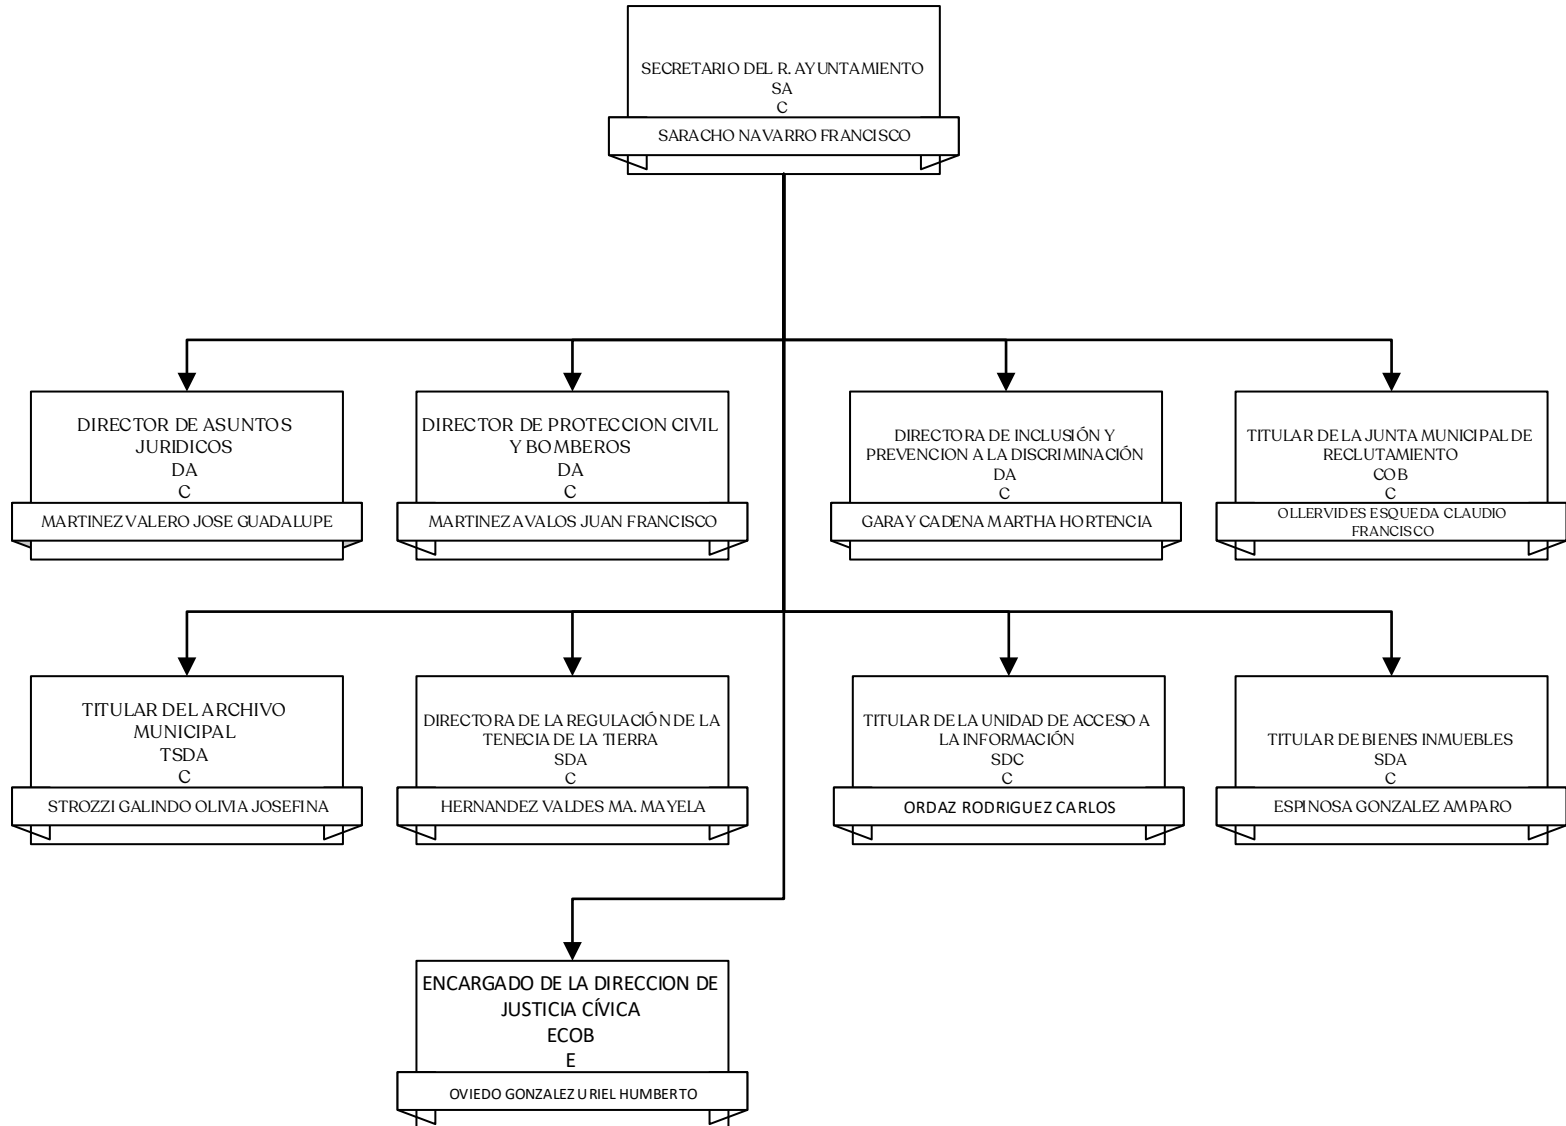 SECRETARIO DEL R. AYUNTAMIENTO
SA
C
SARACHO NAVARRO FRANCISCO
DIRECTOR DE ASUNTOS
JURIDICOS
DA
C
MARTINEZ VALERO JOSE GUADALUPE
DIRECTOR DE PROTECCION CIVIL
Y BOMBEROS
DA
C
MARTINEZ AVALOS JUAN FRANCISCO
DIRECTORA DE INCLUSIÓN Y
PREVENCION A LA DISCRIMINACIÓN
DA
C
GARAY CADENA MARTHA HORTENCIA
TITULAR DE LA JUNTA MUNICIPAL DE
RECLUTAMIENTO
COB
C
OLLERVIDES ESQUEDA CLAUDIO
FRANCISCO
TITULAR DEL ARCHIVO
MUNICIPAL
TSDA
C
STROZZI GALINDO OLIVIA JOSEFINA
DIRECTORA DE LA REGULACIÓN DE LA
TENECIA DE LA TIERRA
SDA
C
HERNANDEZ VALDES MA. MAYELA
TITULAR DE LA UNIDAD DE ACCESO A
LA INFORMACIÓN
SDC
C
ORDAZ RODRIGUEZ CARLOS
TITULAR DE BIENES INMUEBLES
SDA
C
ESPINOSA GONZALEZ AMPARO
ENCARGADO DE LA DIRECCION DE
JUSTICIA CÍVICA
ECOB
E
OVIEDO GONZALEZ URIEL HUMBERTO